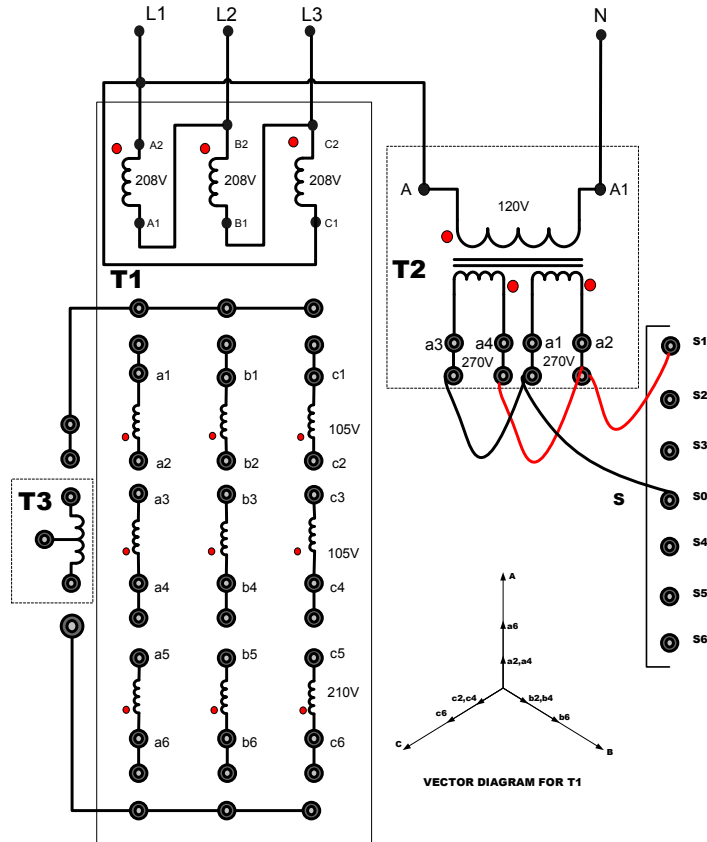 L1 L2 L3 N
A2 B2 C2
208V 208V 208V
A1 B1 C1
A A1
120V
T1
T2
a3 a4 a1 a2
270V 270V
S1
S2
S3
S0
S4
S5
S6
S
a1 b1 c1
105V
a2 b2 c2
T3
a3 b3 c3
105V
a4 b4 c4
a5 b5 c5
210V
a6 b6 c6
A
a6
a2,a4
c2,c4 b2,b4
c6 b6
C B
VECTOR DIAGRAM FOR T1